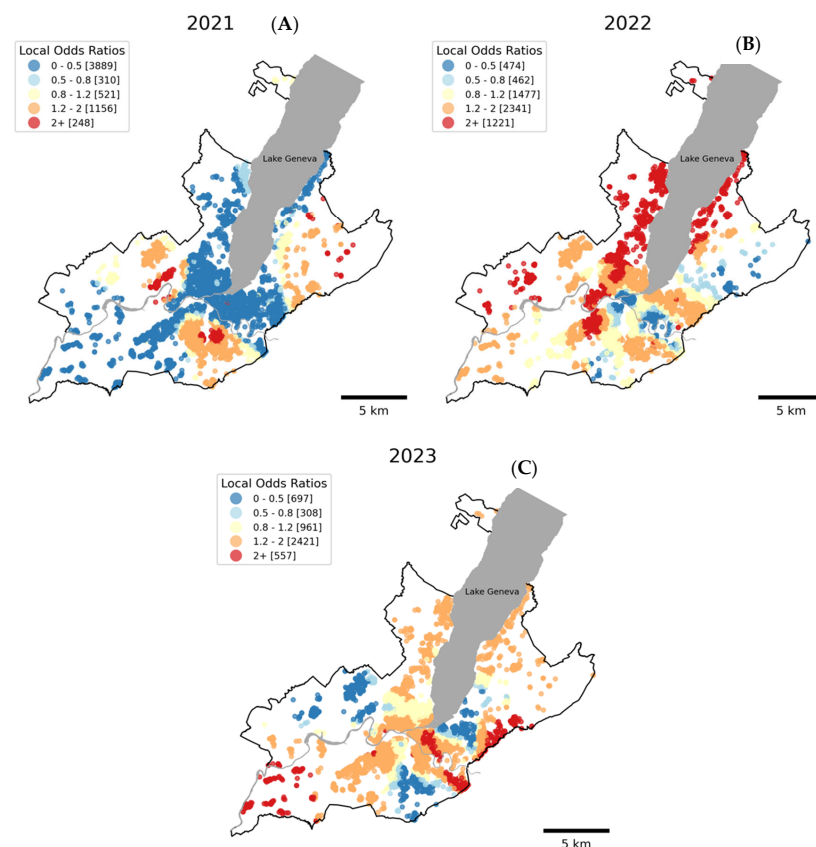 2021
(A)
Local Odds Ratios
0 - 0.5 [3889]
0.5 - 0.8 [310]
0.8 - 1.2 [521]
1.2 - 2 [1156]
2+ [248]
Lake Geneva
5 km
2022
(B)
Local Odds Ratios
0 - 0.5 [474]
0.5 - 0.8 [462]
0.8 - 1.2 [1477]
1.2 - 2 [2341]
2+ [1221]
Lake Geneva
5 km
2023
(C)
Local Odds Ratios
0 - 0.5 [697]
0.5 - 0.8 [308]
0.8 - 1.2 [961]
1.2 - 2 [2421]
2+ [557]
Lake Geneva
5 km